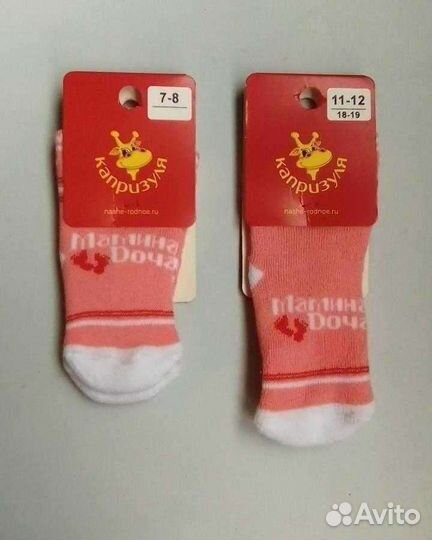 7-8
капризуля
nashe-rodnoe.ru
Мамина
Доча
11-12
18-19
капризуля
nashe-rodnoe.ru
Мамина
Доча
Avito